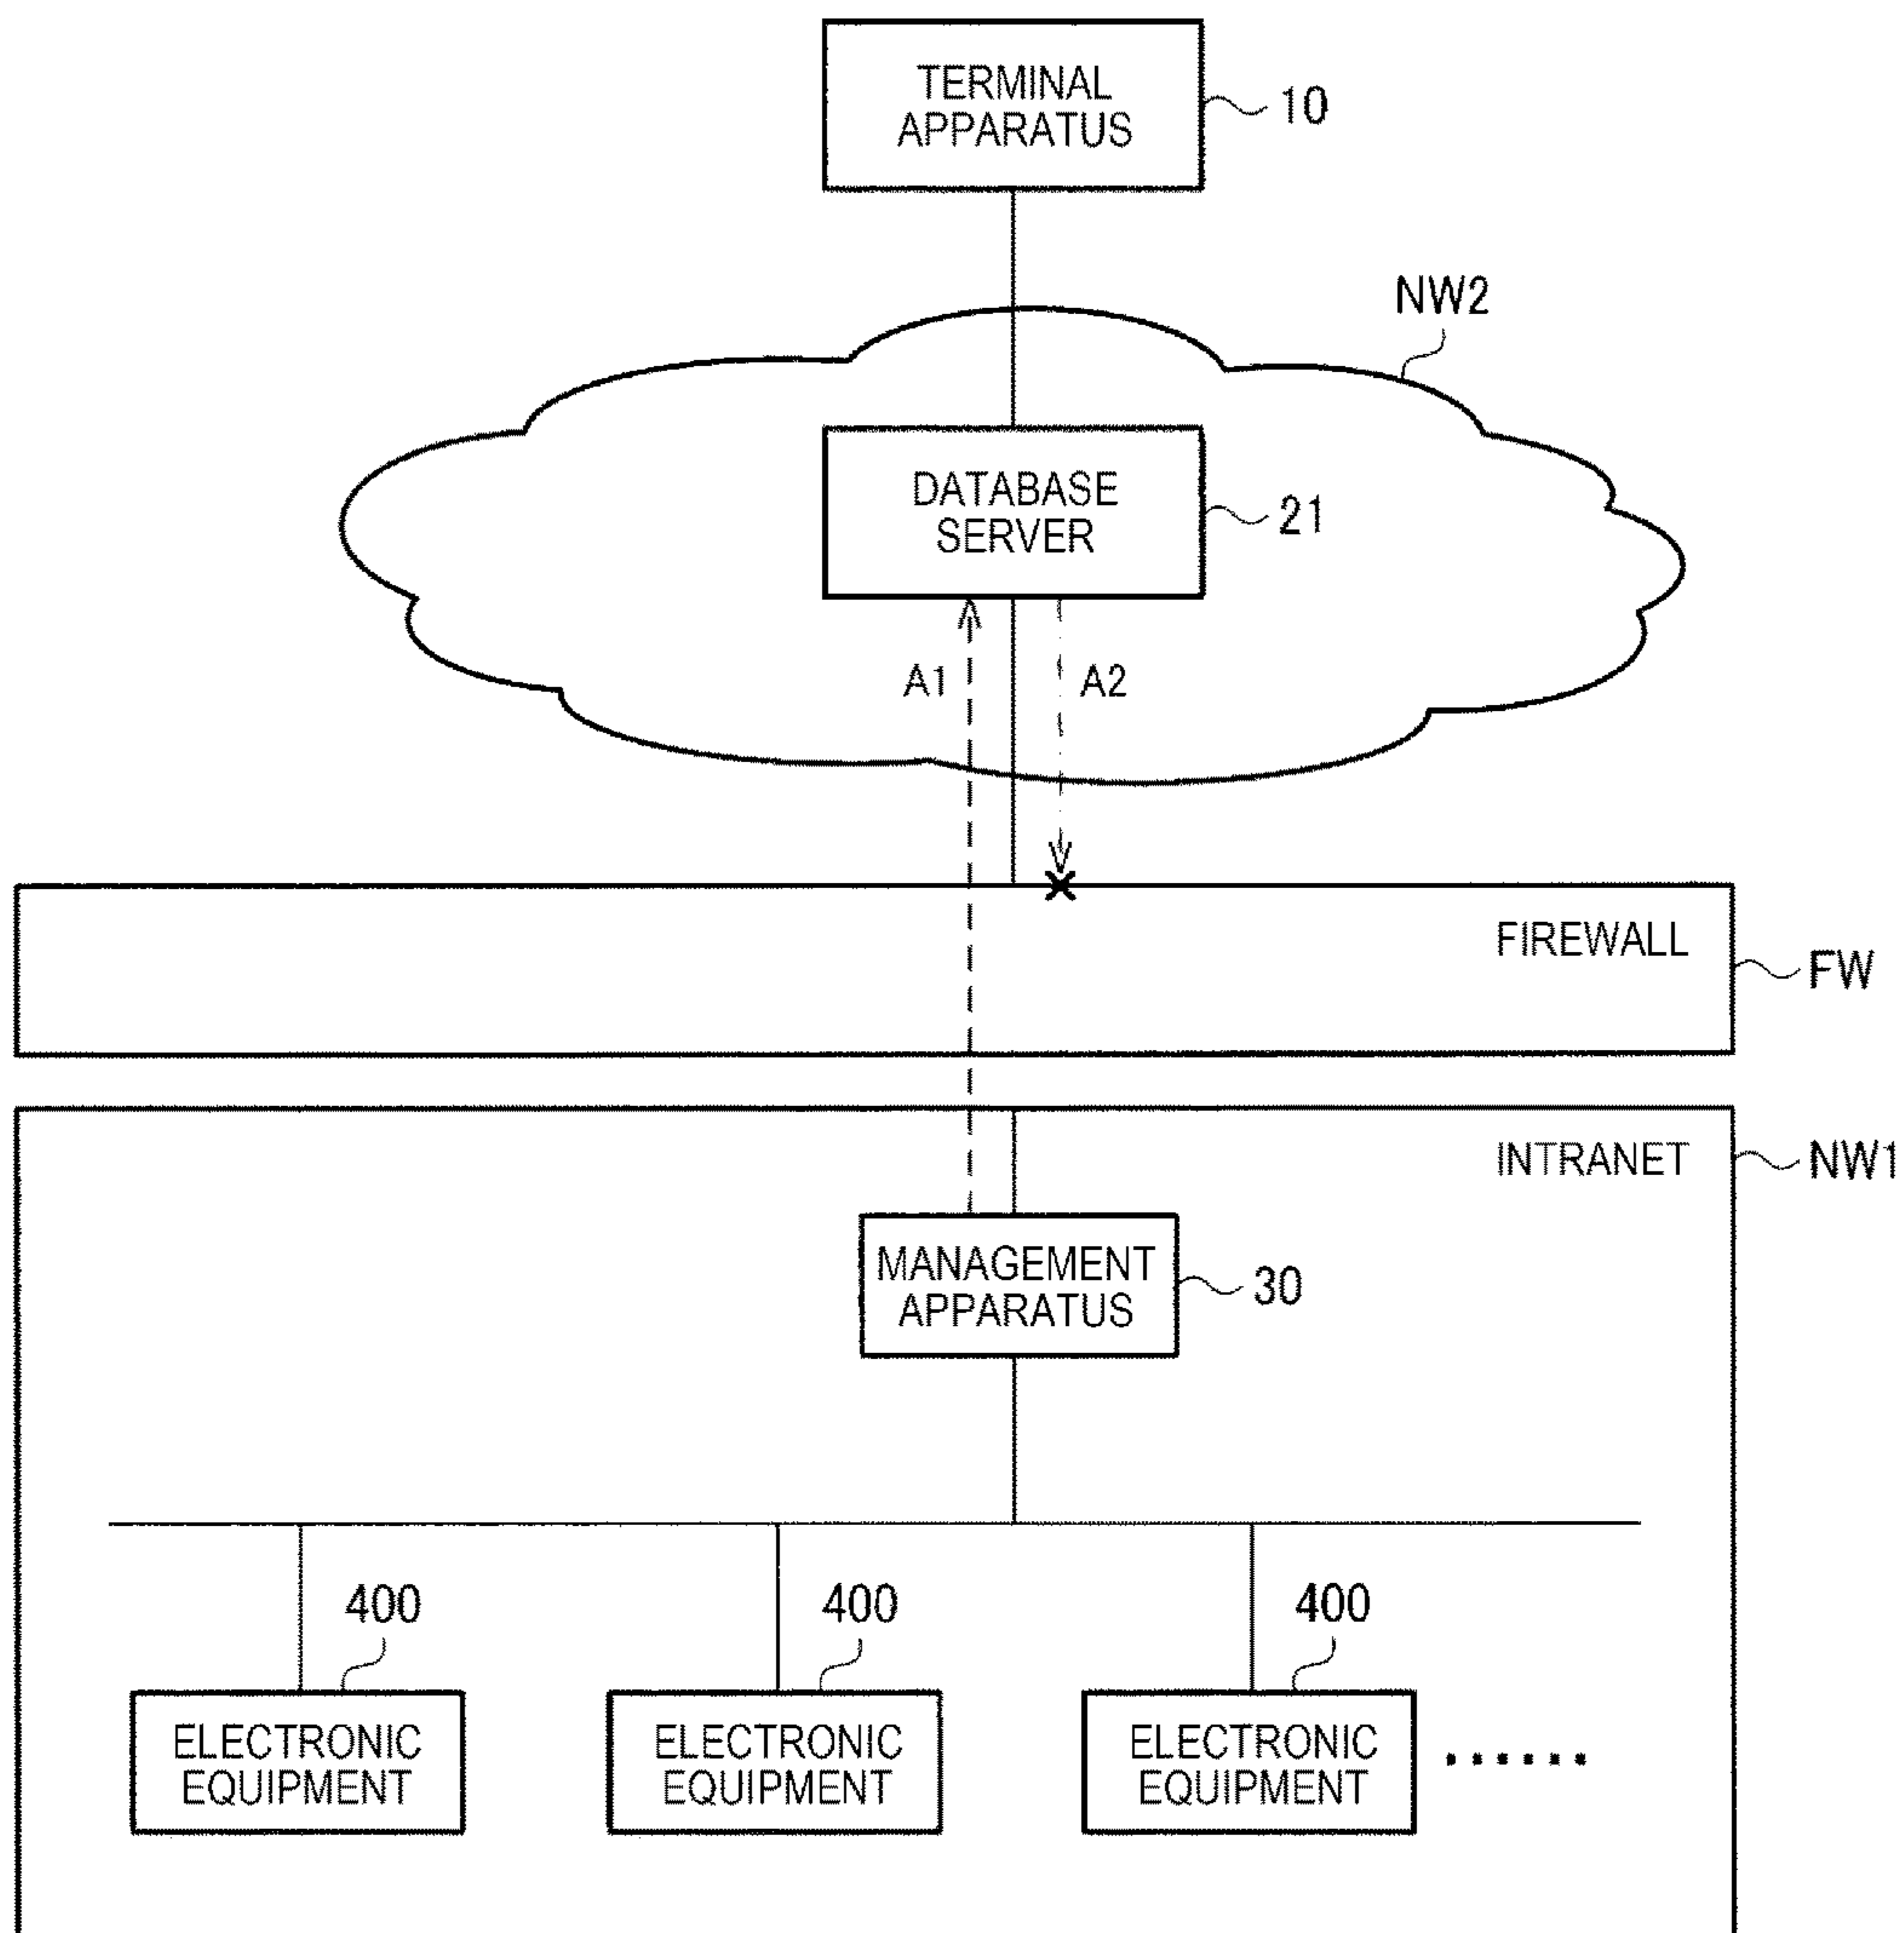 TERMINAL
APPARATUS
10
NW2
DATABASE
SERVER
21
A1
A2
FIREWALL
FW
INTRANET
NW1
MANAGEMENT
APPARATUS
30
400
400
400
ELECTRONIC
EQUIPMENT
ELECTRONIC
EQUIPMENT
ELECTRONIC
EQUIPMENT